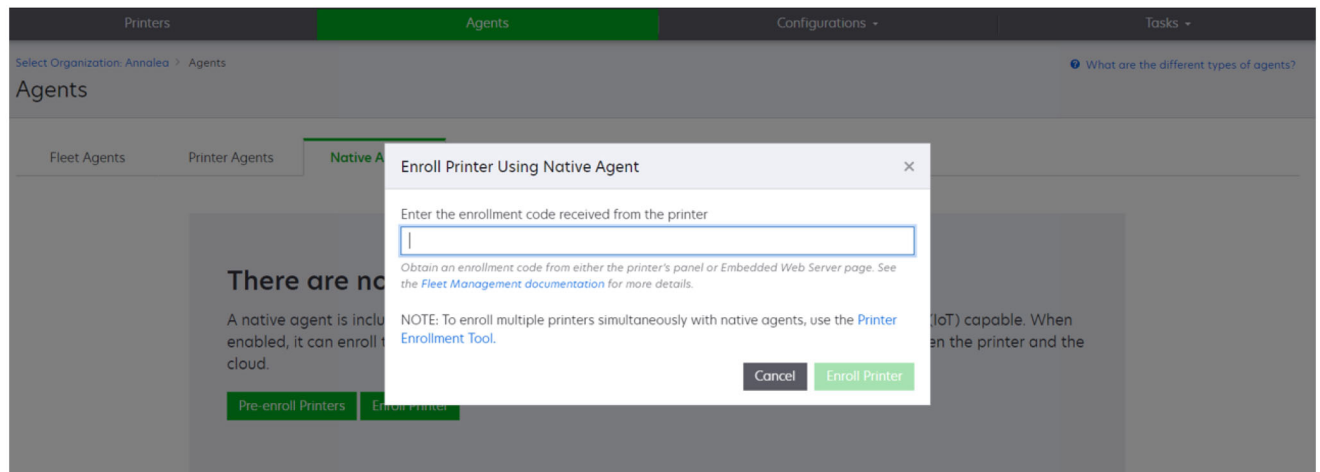 Printers Agents Configurations Tasks
Select Organization: Annalea > Agents
What are the different types of agents?
Agents
Fleet Agents Printer Agents Native A
Enroll Printer Using Native Agent ×
Enter the enrollment code received from the printer
Obtain an enrollment code from either the printer's panel or Embedded Web Server page. See
the Fleet Management documentation for more details.
NOTE: To enroll multiple printers simultaneously with native agents, use the Printer
Enrollment Tool.
Cancel Enroll Printer
There are no
A native agent is inclu (IoT) capable. When
enabled, it can enroll t en the printer and the
cloud.
Pre-enroll Printers Enroll Printer